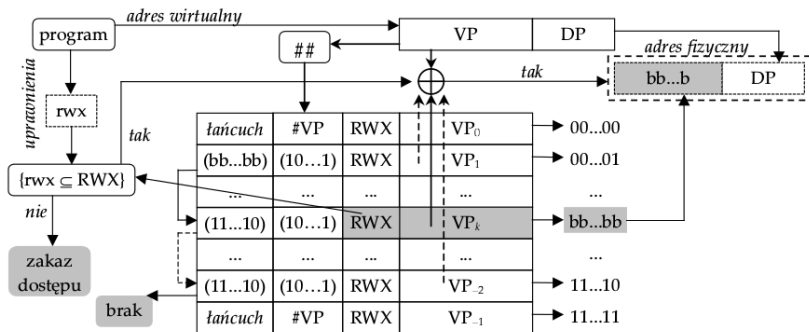 adres wirtualny
program
VP DP
##
adres fizyczny
uprawnienia
rwx
tak
tak
bb...b DP
łańcuch #VP RWX VP0 00...00
(bb...bb) (10...1) RWX VP1 00...01
{rwx ⊆ RWX}
... ... ... ... ...
nie
(11...10) (10...1) RWX VPk bb...bb
... ... ... ... ...
zakaz
dostępu
(11...10) (10...1) RWX VP−2 11...10
brak
łańcuch #VP RWX VP−1 11...11